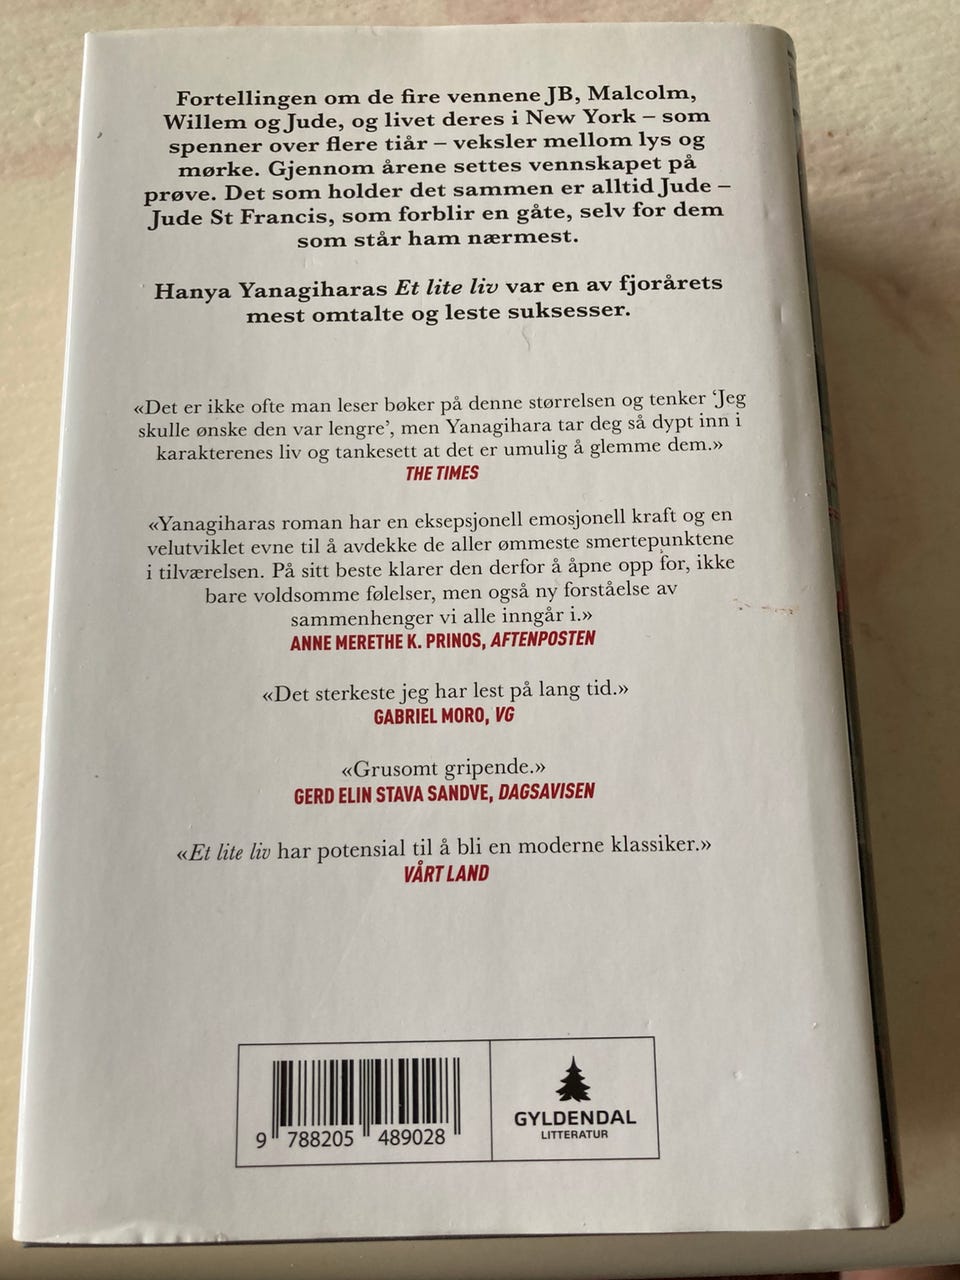 Fortellingen om de fire vennene JB, Malcolm,
Willem og Jude, og livet deres i New York – som
spenner over flere tiår – veksler mellom lys og
mørke. Gjennom årene settes vennskapet på
prøve. Det som holder det sammen er alltid Jude –
Jude St Francis, som forblir en gåte, selv for dem
som står ham nærmest.
Hanya Yanagiharas Et lite liv var en av fjorårets
mest omtalte og leste suksesser.
«Det er ikke ofte man leser bøker på denne størrelsen og tenker ‘Jeg
skulle ønske den var lengre’, men Yanagihara tar deg så dypt inn i
karakterenes liv og tankesett at det er umulig å glemme dem.»
THE TIMES
«Yanagiharas roman har en eksepsjonell emosjonell kraft og en
velutviklet evne til å avdekke de aller ømmeste smertepunktene
i tilværelsen. På sitt beste klarer den derfor å åpne opp for, ikke
bare voldsomme følelser, men også ny forståelse av
sammenhenger vi alle inngår i.»
ANNE MERETHE K. PRINOS, AFTENPOSTEN
«Det sterkeste jeg har lest på lang tid.»
GABRIEL MORO, VG
«Grusomt gripende.»
GERD ELIN STAVA SANDVE, DAGSAVISEN
«Et lite liv har potensial til å bli en moderne klassiker.»
VÅRT LAND
9 788205 489028
GYLDENDAL
LITTERATUR